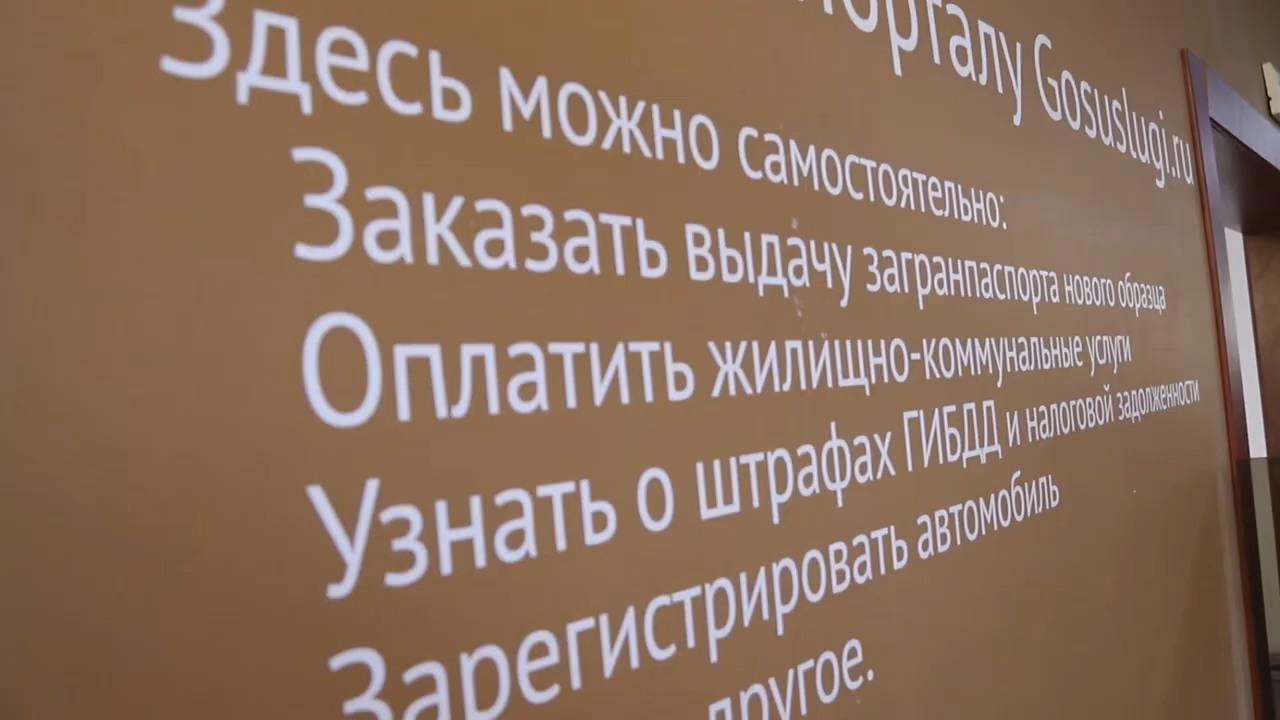 порталу Gosuslugi.ru
Здесь можно самостоятельно:
Заказать выдачу загранпаспорта нового образца
Оплатить жилищно-коммунальные услуги
Узнать о штрафах ГИБДД и налоговой задолженности
Зарегистрировать автомобиль
другое.